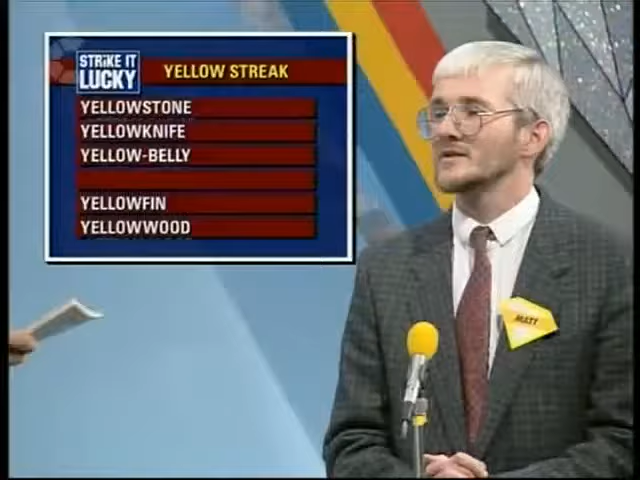 STRIKE IT
LUCKY
YELLOW STREAK
YELLOWSTONE
YELLOWKNIFE
YELLOW-BELLY
YELLOWFIN
YELLOWWOOD
MATT